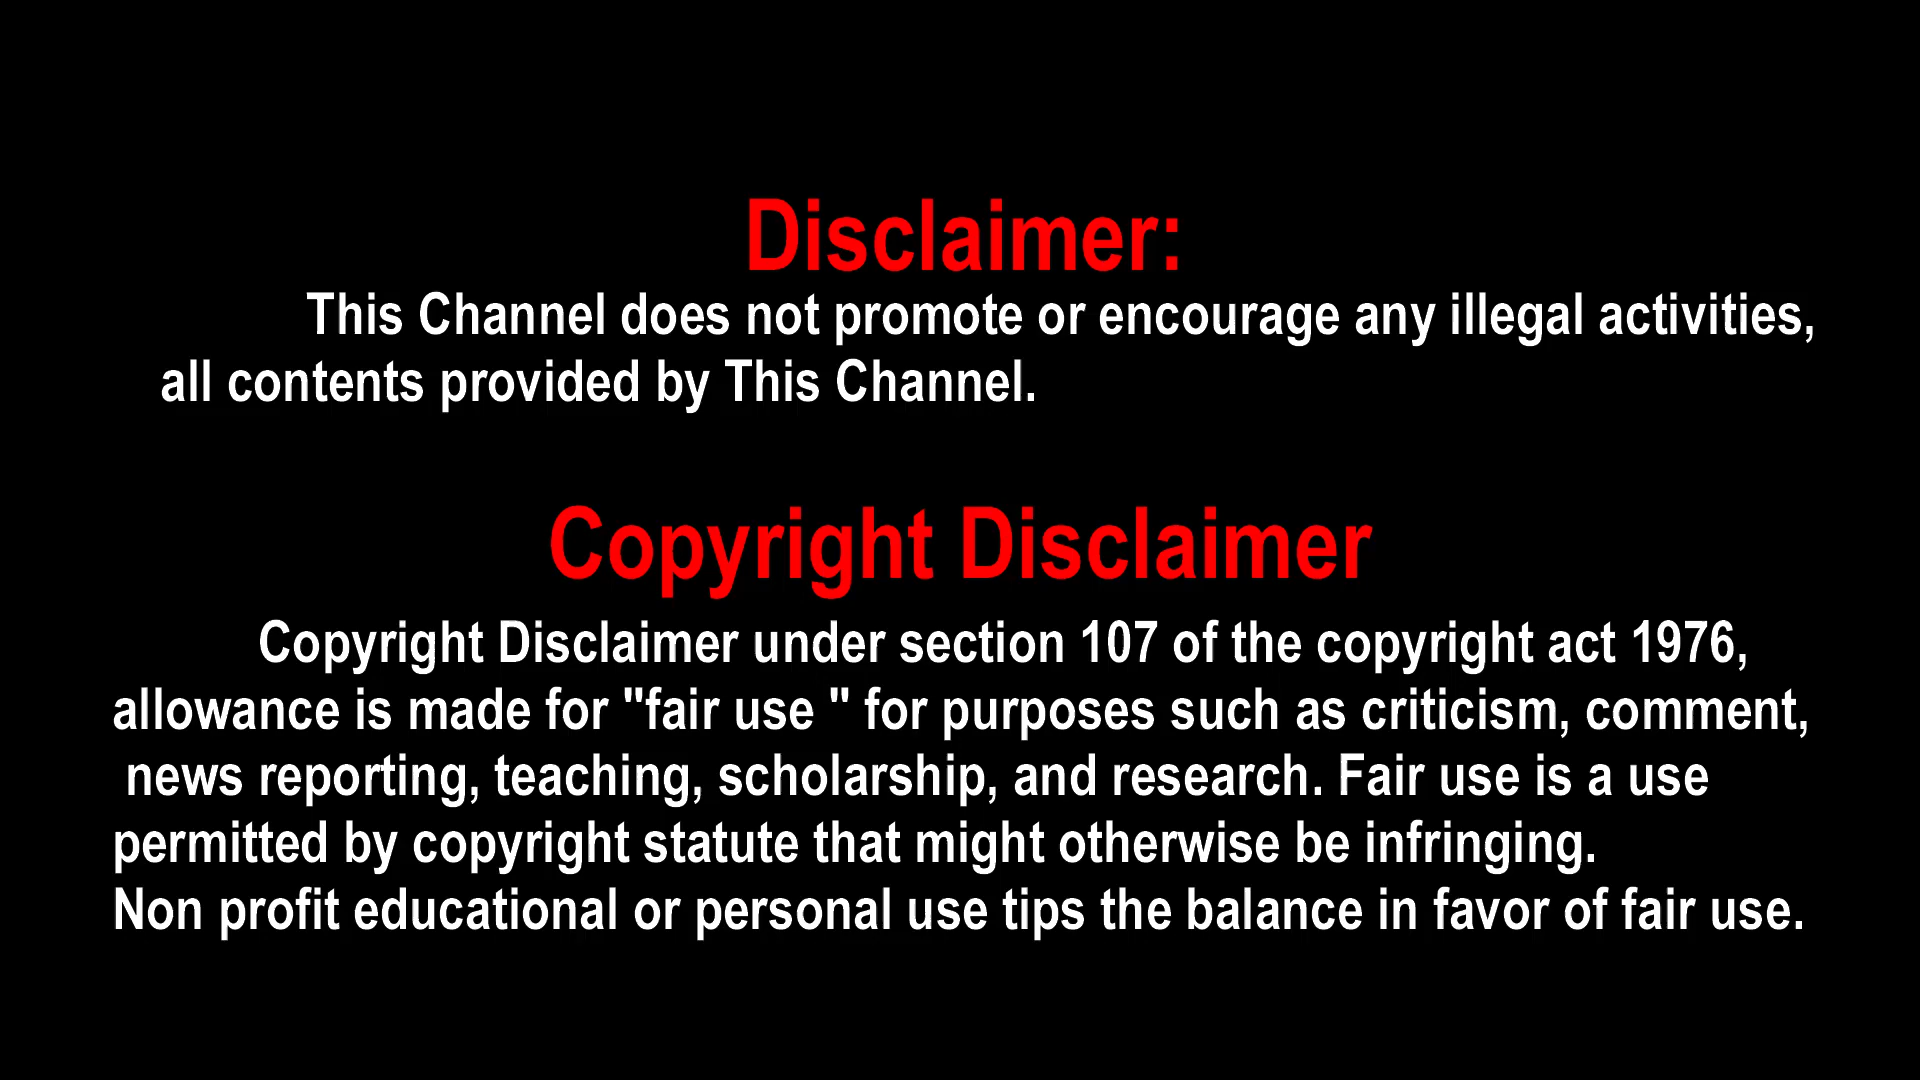 Disclaimer:
This Channel does not promote or encourage any illegal activities,
all contents provided by This Channel.
Copyright Disclaimer
Copyright Disclaimer under section 107 of the copyright act 1976,
allowance is made for "fair use " for purposes such as criticism, comment,
news reporting, teaching, scholarship, and research. Fair use is a use
permitted by copyright statute that might otherwise be infringing.
Non profit educational or personal use tips the balance in favor of fair use.